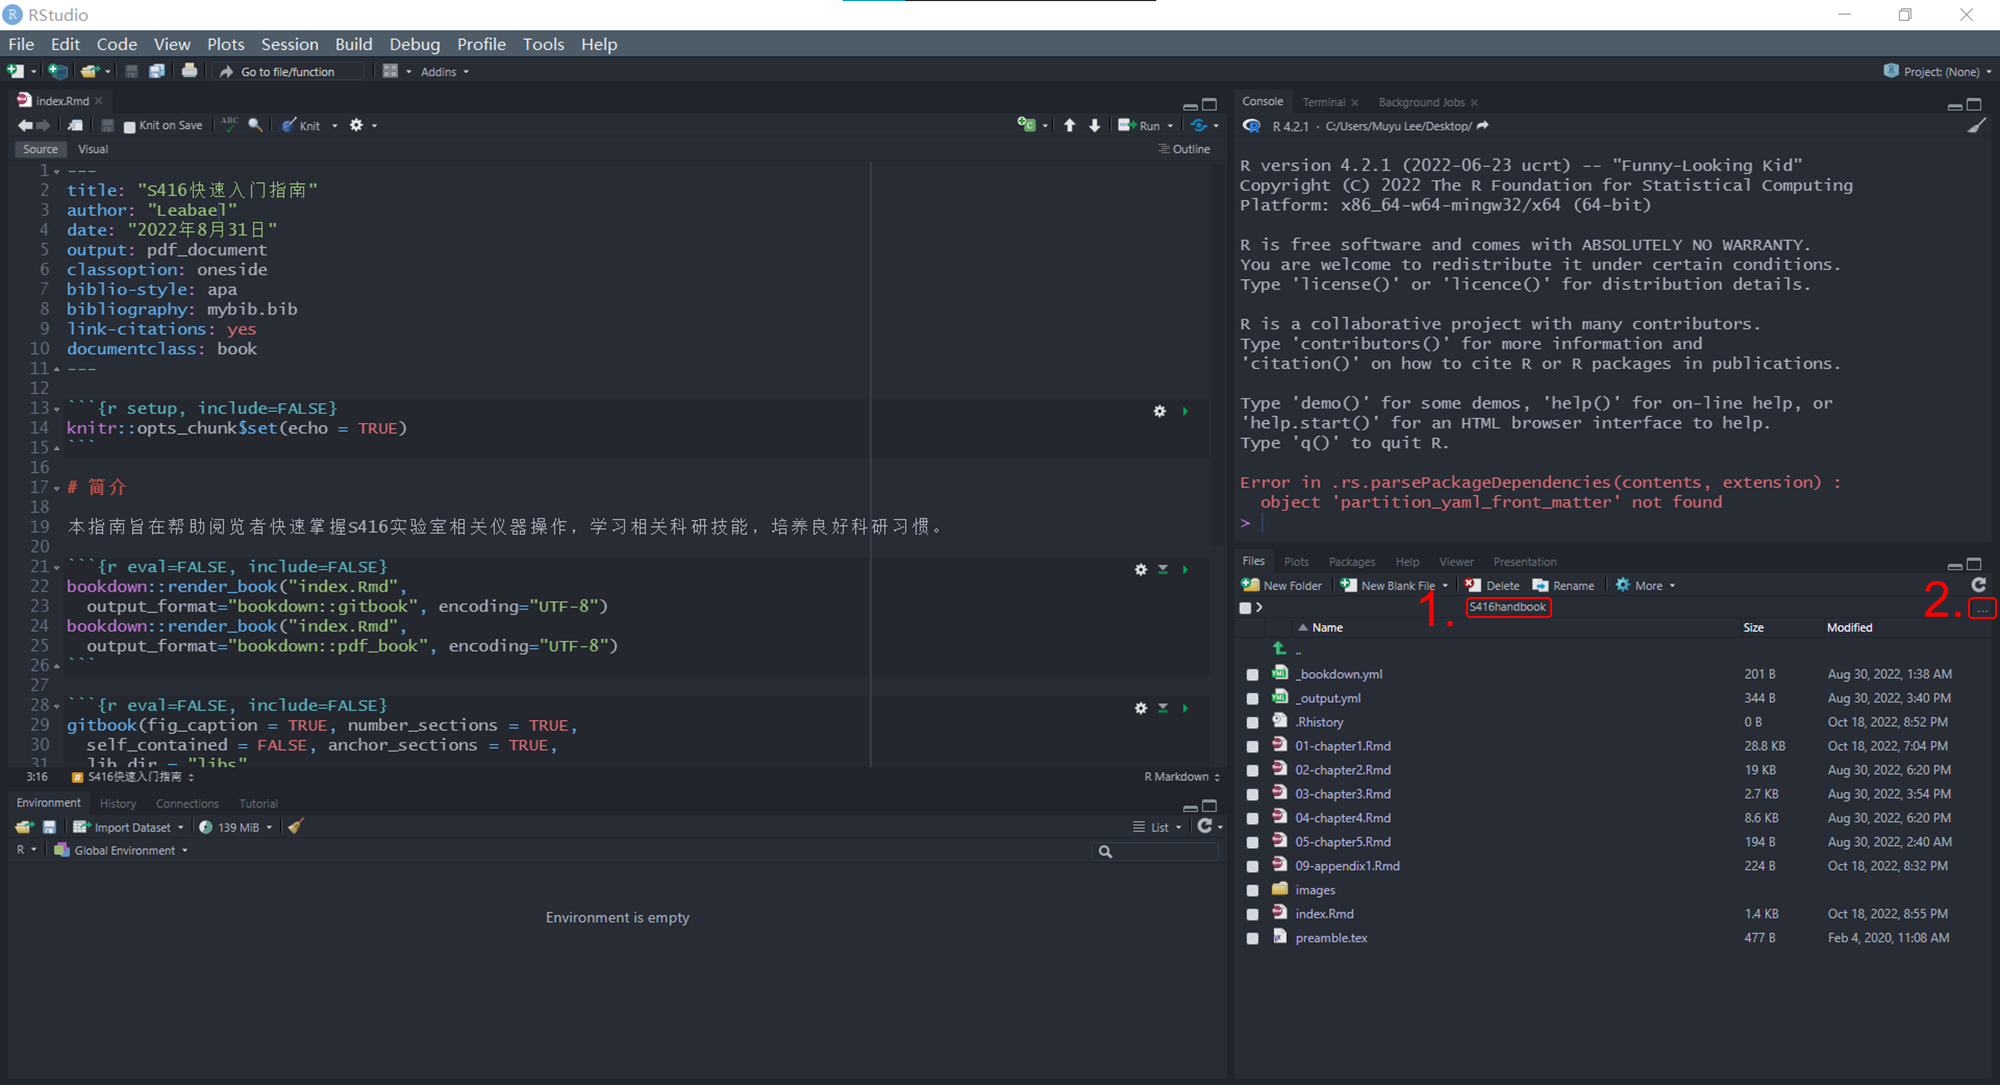 RStudio
File Edit Code View Plots Session Build Debug Profile Tools Help
Go to file/function Addins Project: (None)
index.Rmd
Knit on Save ABC Knit Run
Source Visual Outline
1 ---
2 title: "S416快速入门指南"
3 author: "Leabael"
4 date: "2022年8月31日"
5 output: pdf_document
6 classoption: oneside
7 biblio-style: apa
8 bibliography: mybib.bib
9 link-citations: yes
10 documentclass: book
11 ---
12
13 ```{r setup, include=FALSE}
14 knitr::opts_chunk$set(echo = TRUE)
15 ```
16
17 # 简介
18
19 本指南旨在帮助阅览者快速掌握S416实验室相关仪器操作，学习相关科研技能，培养良好科研习惯。
20
21 ```{r eval=FALSE, include=FALSE}
22 bookdown::render_book("index.Rmd",
23 output_format="bookdown::gitbook", encoding="UTF-8")
24 bookdown::render_book("index.Rmd",
25 output_format="bookdown::pdf_book", encoding="UTF-8")
26 ```
27
28 ```{r eval=FALSE, include=FALSE}
29 gitbook(fig_caption = TRUE, number_sections = TRUE,
30 self_contained = FALSE, anchor_sections = TRUE,
31 lib_dir = "libs"
3:16 # S416快速入门指南 R Markdown
Environment History Connections Tutorial
Import Dataset 139 MiB List
R Global Environment
Environment is empty
Console Terminal Background Jobs
R 4.2.1 · C:/Users/Muyu Lee/Desktop/
R version 4.2.1 (2022-06-23 ucrt) -- "Funny-Looking Kid"
Copyright (C) 2022 The R Foundation for Statistical Computing
Platform: x86_64-w64-mingw32/x64 (64-bit)
R is free software and comes with ABSOLUTELY NO WARRANTY.
You are welcome to redistribute it under certain conditions.
Type 'license()' or 'licence()' for distribution details.
R is a collaborative project with many contributors.
Type 'contributors()' for more information and
'citation()' on how to cite R or R packages in publications.
Type 'demo()' for some demos, 'help()' for on-line help, or
'help.start()' for an HTML browser interface to help.
Type 'q()' to quit R.
Error in .rs.parsePackageDependencies(contents, extension) :
object 'partition_yaml_front_matter' not found
>
Files Plots Packages Help Viewer Presentation
New Folder New Blank File Delete Rename More
1. S416handbook 2. ...
Name Size Modified
..
_bookdown.yml 201 B Aug 30, 2022, 1:38 AM
_output.yml 344 B Aug 30, 2022, 3:40 PM
.Rhistory 0 B Oct 18, 2022, 8:52 PM
01-chapter1.Rmd 28.8 KB Oct 18, 2022, 7:04 PM
02-chapter2.Rmd 19 KB Aug 30, 2022, 6:20 PM
03-chapter3.Rmd 2.7 KB Aug 30, 2022, 3:54 PM
04-chapter4.Rmd 8.6 KB Aug 30, 2022, 6:20 PM
05-chapter5.Rmd 194 B Aug 30, 2022, 2:40 AM
09-appendix1.Rmd 224 B Oct 18, 2022, 8:32 PM
images
index.Rmd 1.4 KB Oct 18, 2022, 8:55 PM
preamble.tex 477 B Feb 4, 2020, 11:08 AM